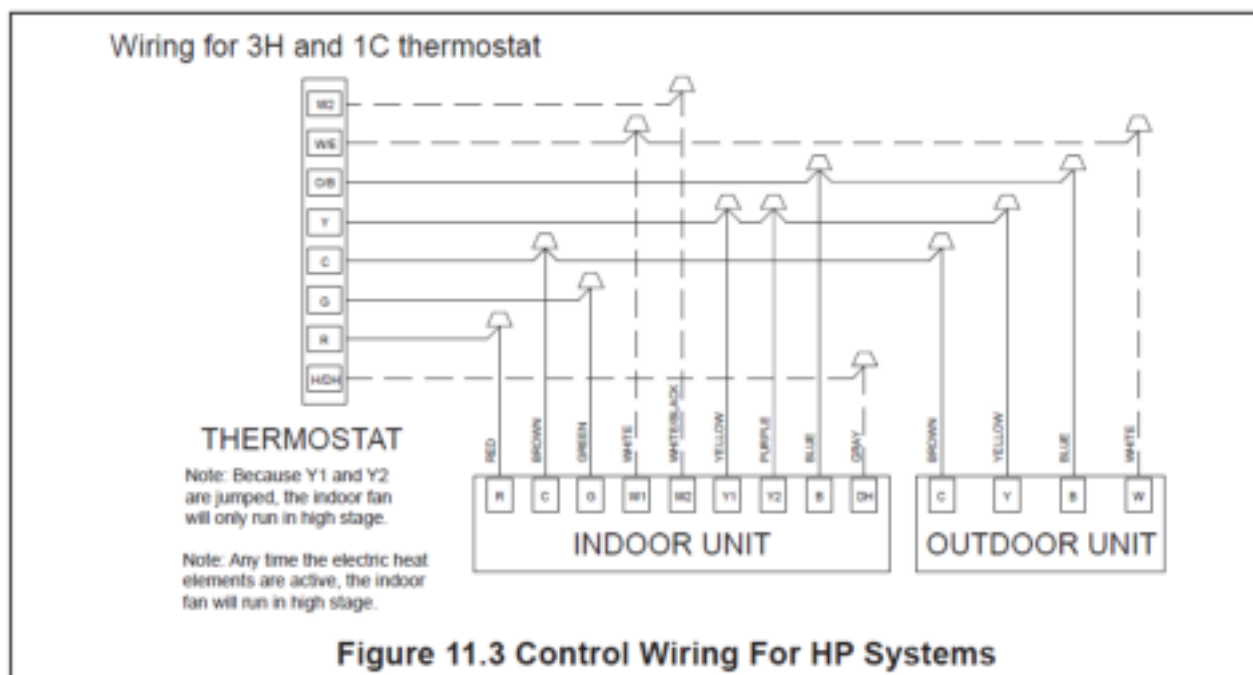 Wiring for 3H and 1C thermostat
W2
W/E
O/B
Y
C
G
R
H/DH
THERMOSTAT
Note: Because Y1 and Y2
are jumped, the indoor fan
will only run in high stage.
Note: Any time the electric heat
elements are active, the indoor
fan will run in high stage.
RED
BROWN
GREEN
WHITE
WHITE/BLACK
YELLOW
PURPLE
BLUE
GRAY
BROWN
YELLOW
BLUE
WHITE
R C G W1 W2 Y1 Y2 B DH
INDOOR UNIT
C Y B W
OUTDOOR UNIT
Figure 11.3 Control Wiring For HP Systems